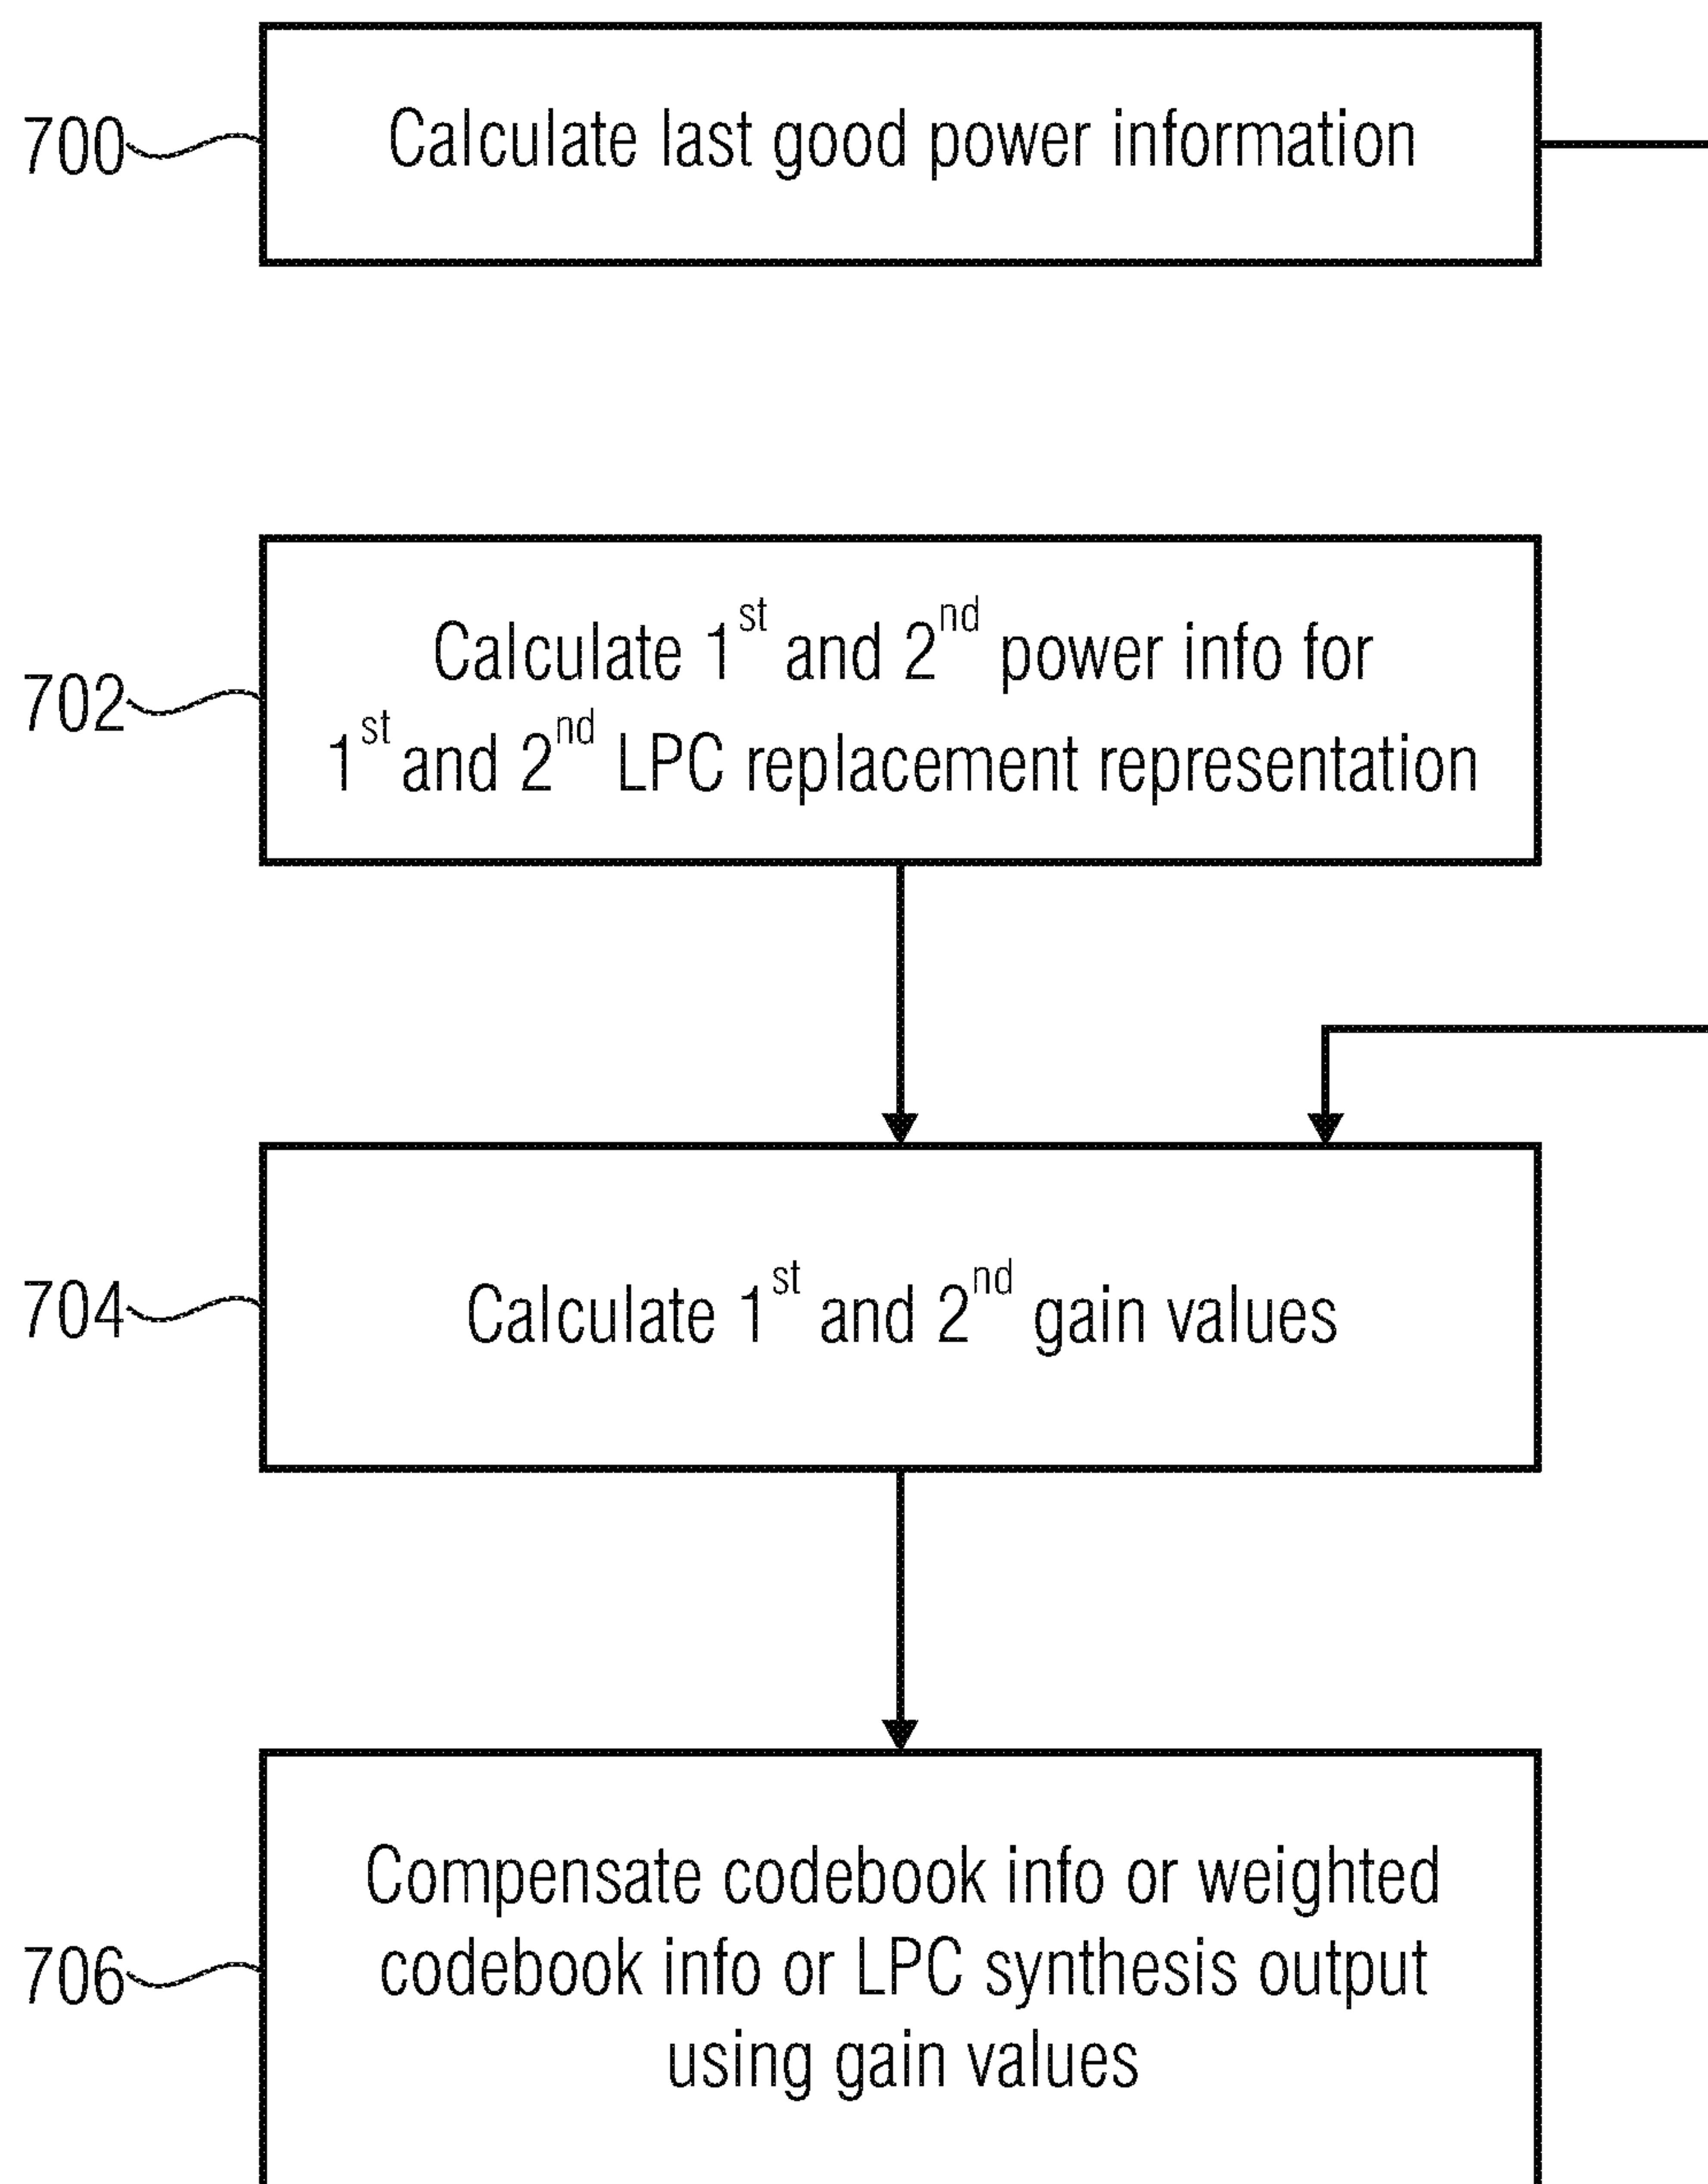 700
Calculate last good power information
702
Calculate 1st and 2nd power info for
1st and 2nd LPC replacement representation
704
Calculate 1st and 2nd gain values
706
Compensate codebook info or weighted
codebook info or LPC synthesis output
using gain values